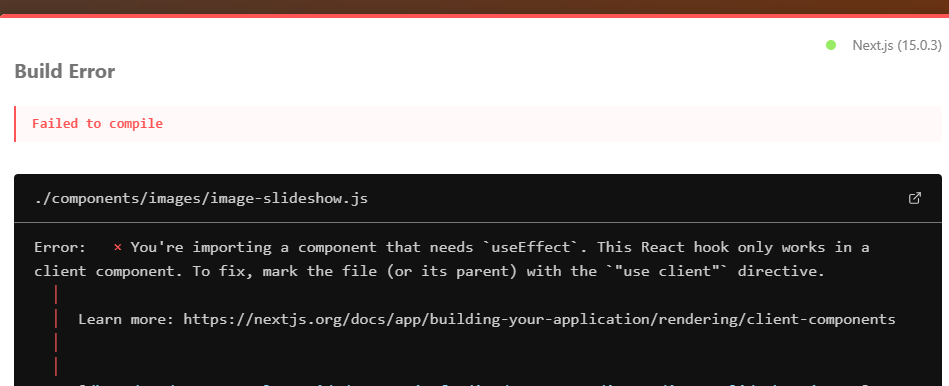 Next.js (15.0.3)
Build Error
Failed to compile
./components/images/image-slideshow.js
Error:   × You're importing a component that needs `useEffect`. This React hook only works in a
client component. To fix, mark the file (or its parent) with the `"use client"` directive.
│
│ Learn more: https://nextjs.org/docs/app/building-your-application/rendering/client-components
│
│